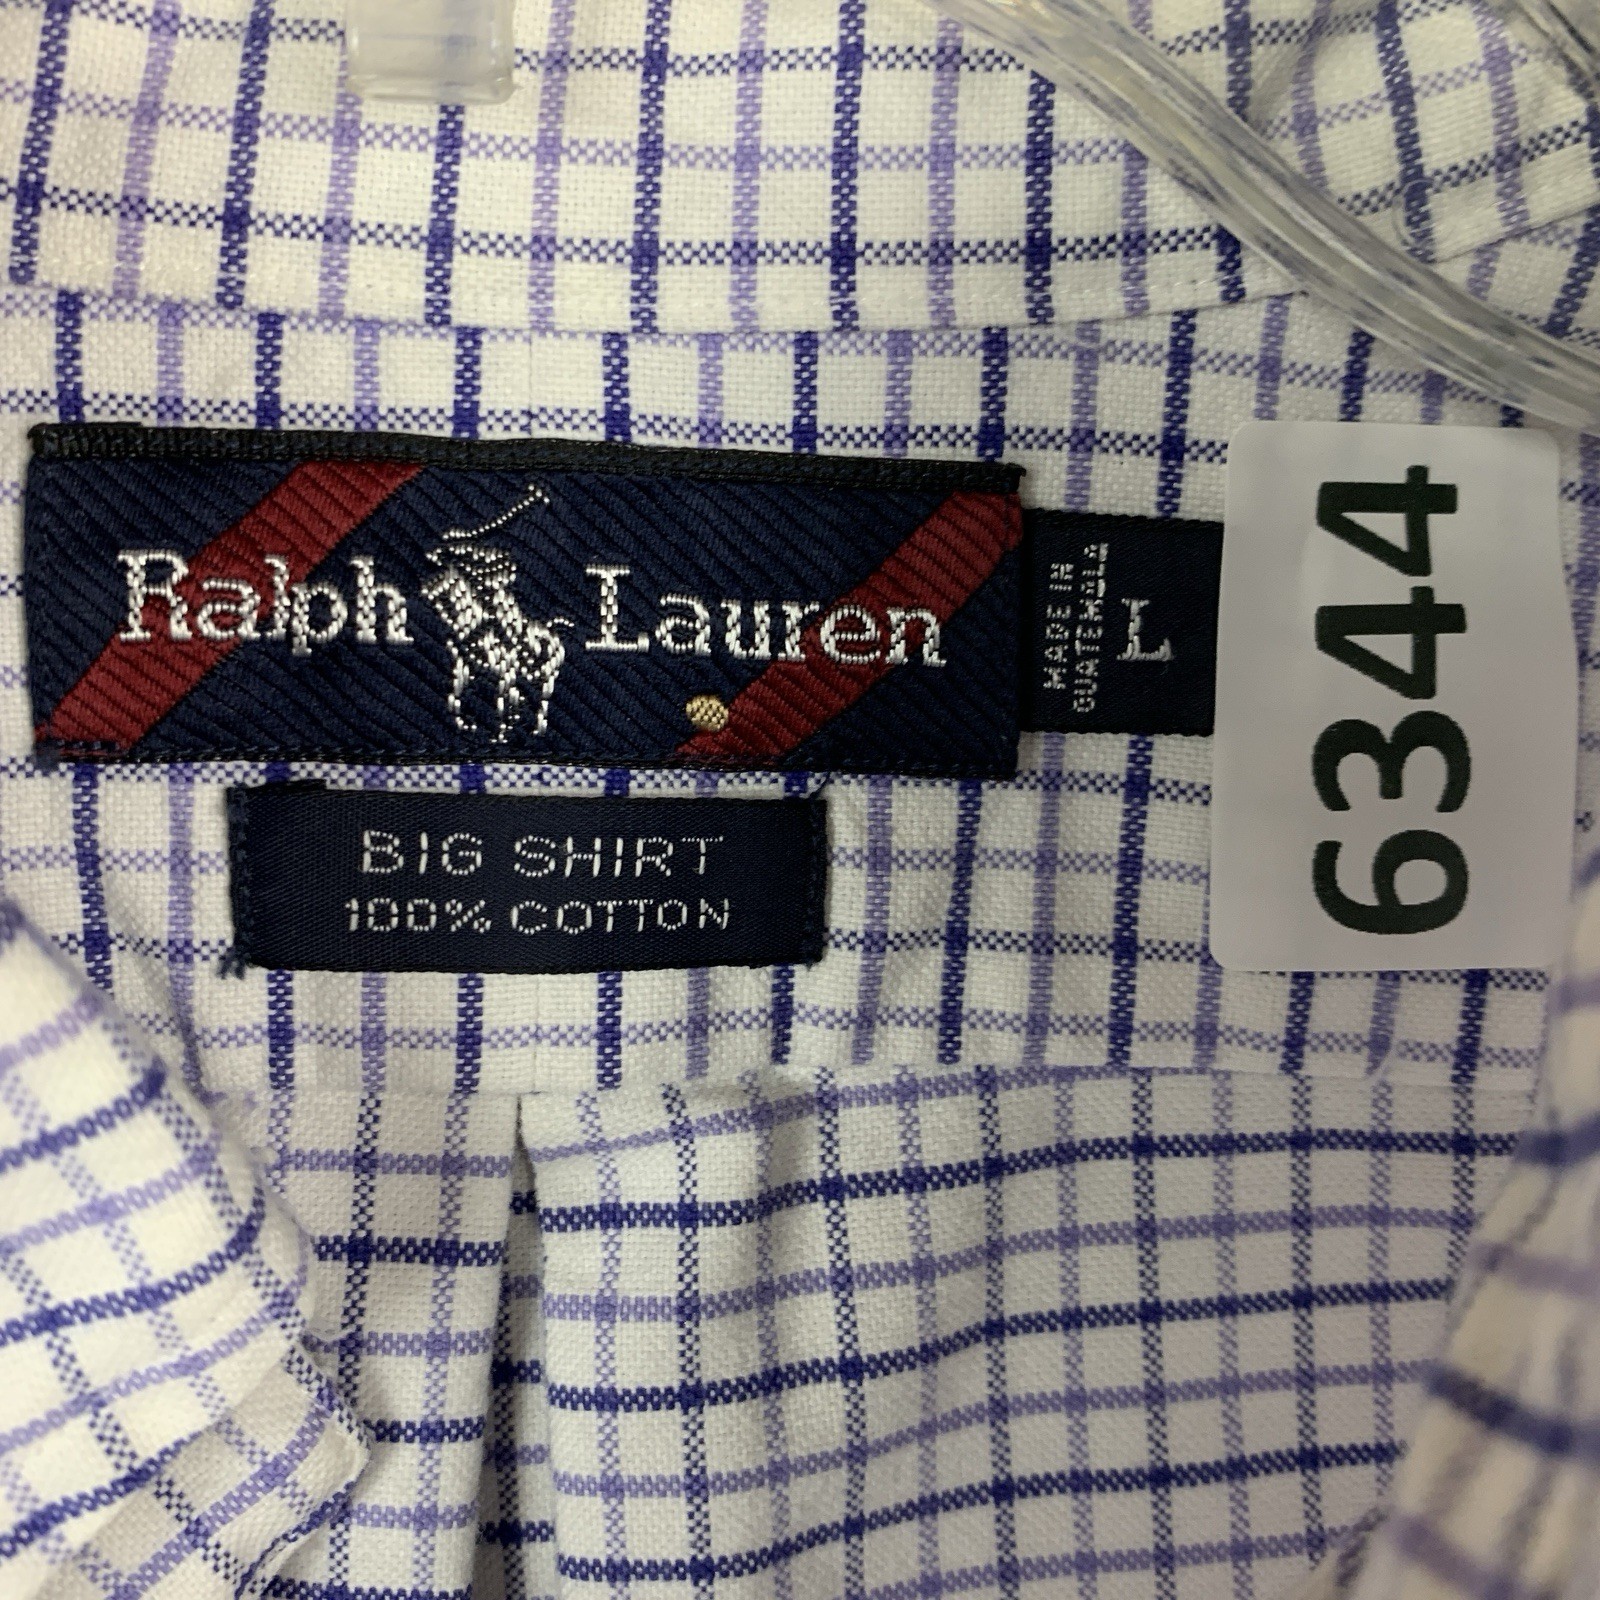 Ralph Lauren
MADE IN
GUATEMALA
L
BIG SHIRT
100% COTTON
6344